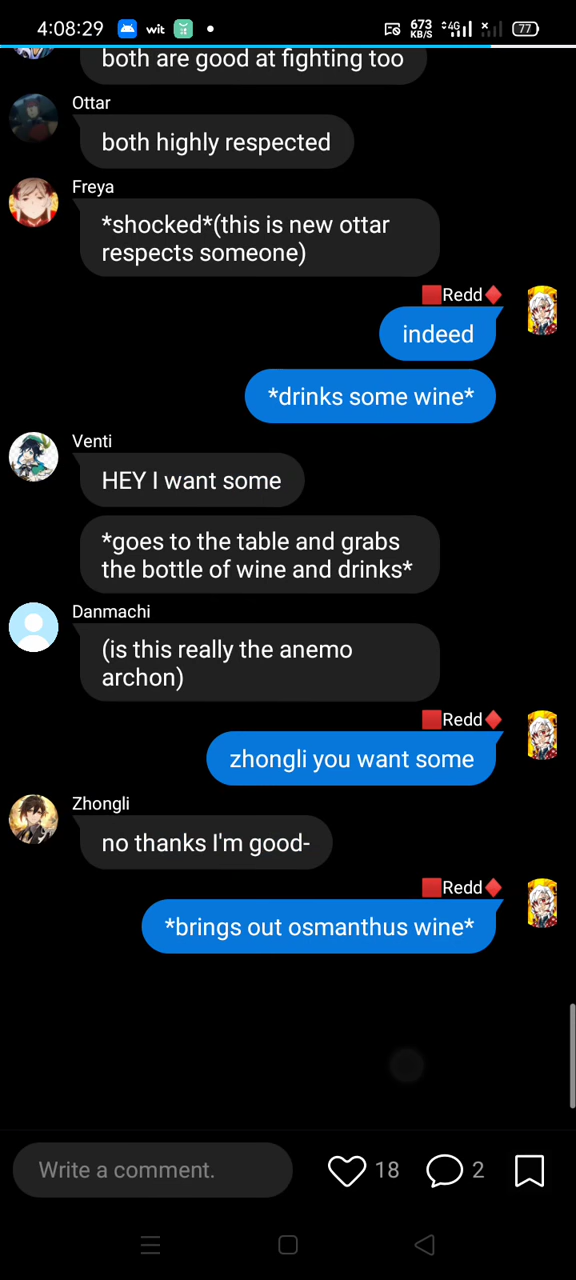 4:08:29
wit
673
KB/S
4G
77
both are good at fighting too
Ottar
both highly respected
Freya
*shocked*(this is new ottar
respects someone)
🟥Redd♦️
indeed
*drinks some wine*
Venti
HEY I want some
*goes to the table and grabs
the bottle of wine and drinks*
Danmachi
(is this really the anemo
archon)
🟥Redd♦️
zhongli you want some
Zhongli
no thanks I'm good-
🟥Redd♦️
*brings out osmanthus wine*
Write a comment.
18
2